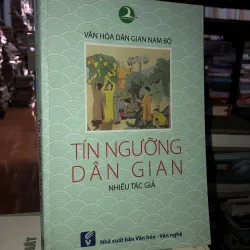 VĂN HÓA DÂN GIAN NAM BỘ
TÍN NGƯỠNG
DÂN GIAN
NHIỀU TÁC GIẢ
Nhà xuất bản Văn hóa - Văn nghệ